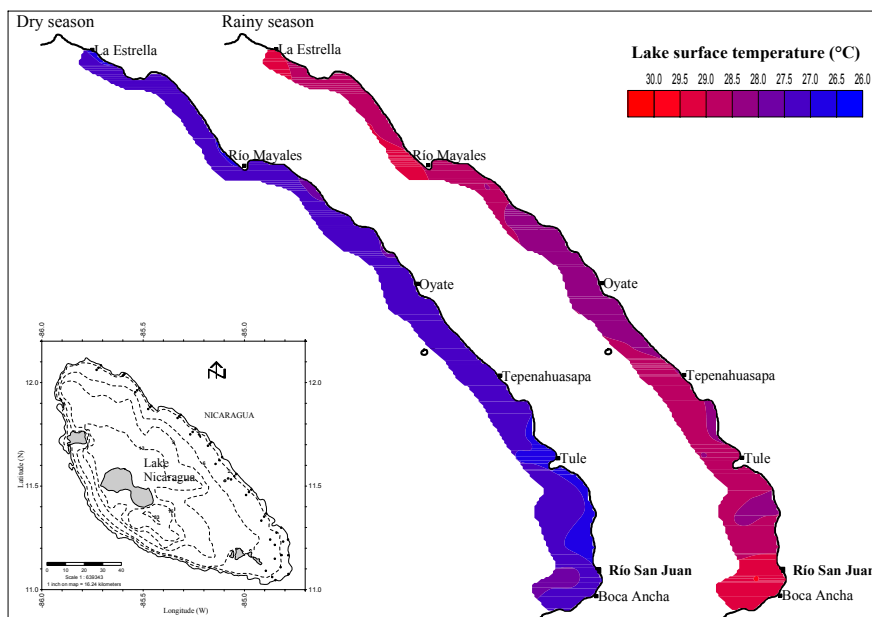 Dry season
Rainy season
La Estrella
La Estrella
Lake surface temperature (°C)
30.0 29.5 29.0 28.5 28.0 27.5 27.0 26.5 26.0
Río Mayales
Río Mayales
Oyate
Oyate
Tepenahuasapa
Tepenahuasapa
Tule
Tule
Río San Juan
Río San Juan
Boca Ancha
Boca Ancha
-86.0 -85.5 -85.0
12.0 12.0
NICARAGUA
Lake
Nicaragua
Latitude (N)
11.5 11.5
0 10 20 30 40
Scale 1 : 639343
1 inch on map = 16.24 kilometers
11.0 11.0
-86.0 -85.5 -85.0
Longitude (W)